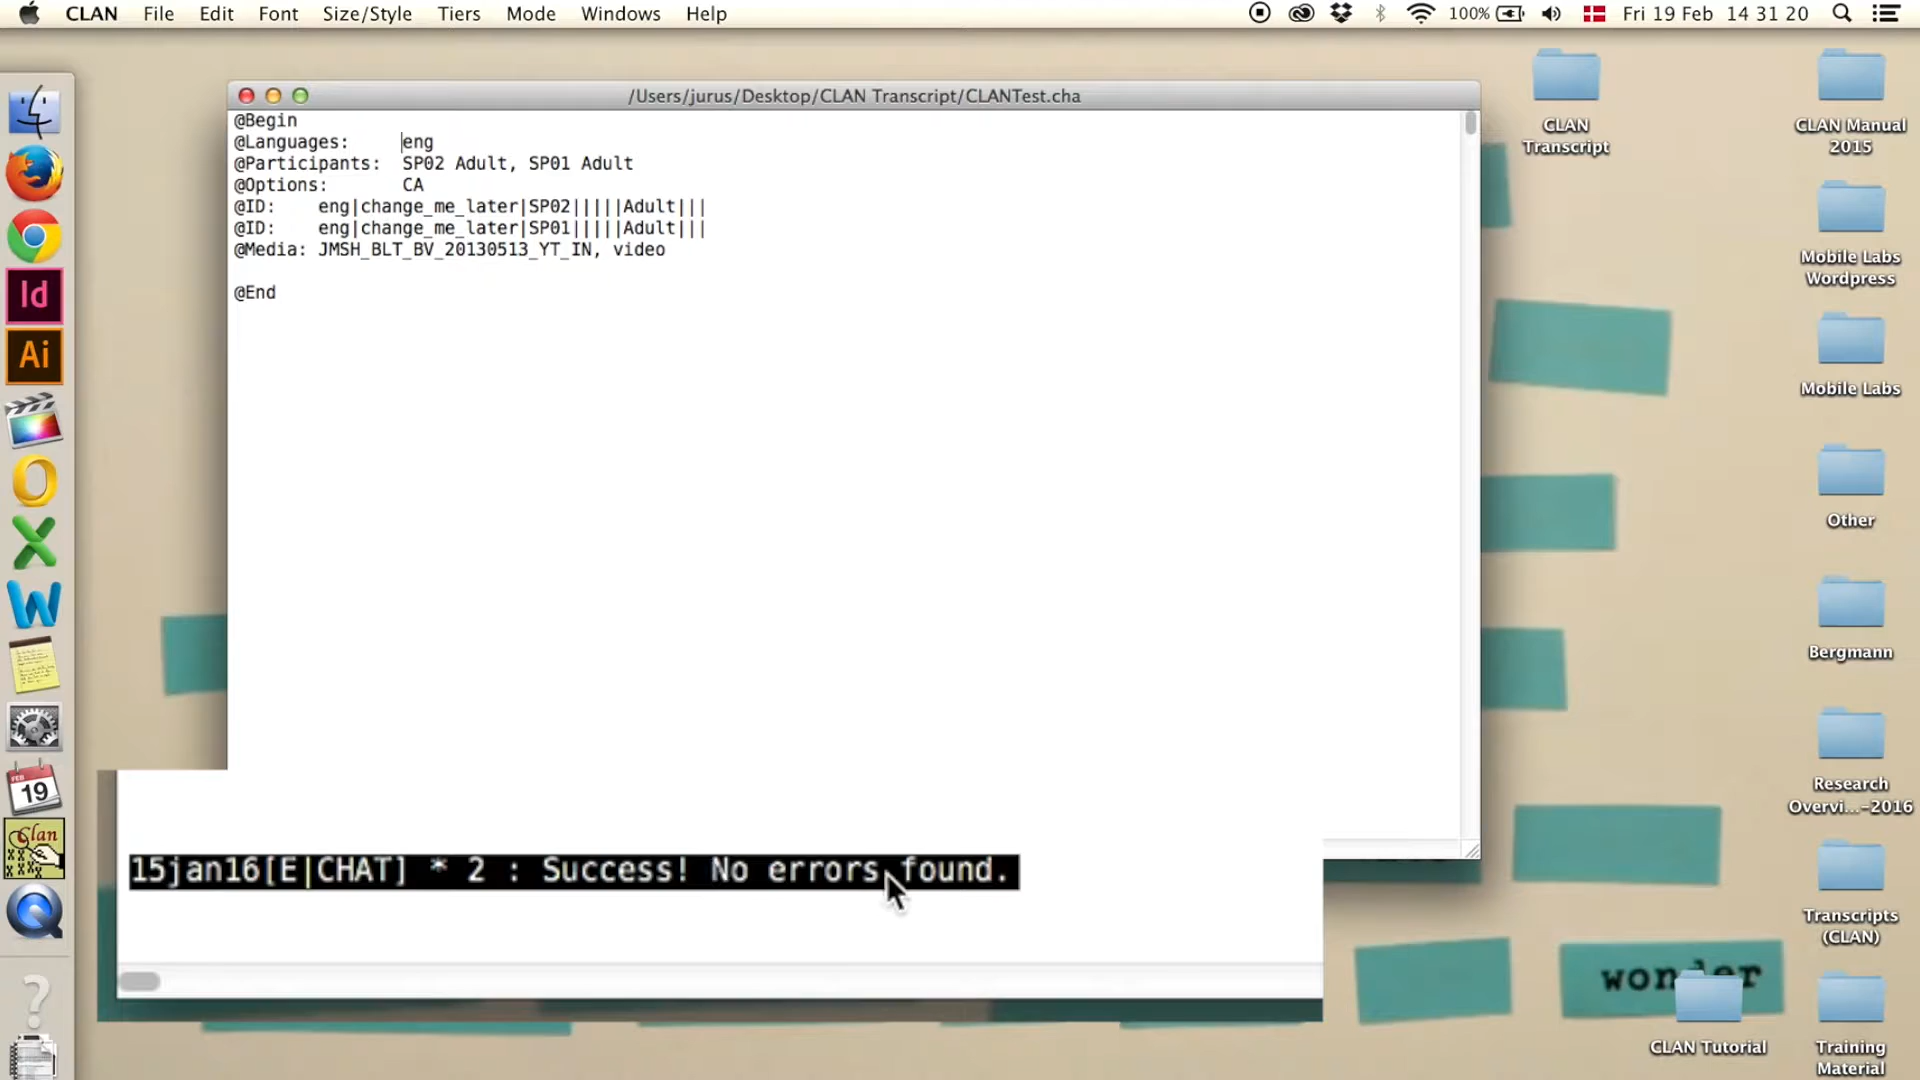 CLAN File Edit Font Size/Style Tiers Mode Windows Help 100% Fri 19 Feb 14 31 20
/Users/jurus/Desktop/CLAN Transcript/CLANTest.cha
@Begin
@Languages: eng
@Participants: SP02 Adult, SP01 Adult
@Options: CA
@ID: eng|change_me_later|SP02|||||Adult|||
@ID: eng|change_me_later|SP01|||||Adult|||
@Media: JMSH_BLT_BV_20130513_YT_IN, video
@End
15jan16[E|CHAT] * 2 : Success! No errors found.
Id
Ai
FEB
19
Clan
CLAN
Transcript
CLAN Manual
2015
Mobile Labs
Wordpress
Mobile Labs
Other
Bergmann
Research
Overvi...-2016
Transcripts
(CLAN)
wonder
CLAN Tutorial
Training
Material